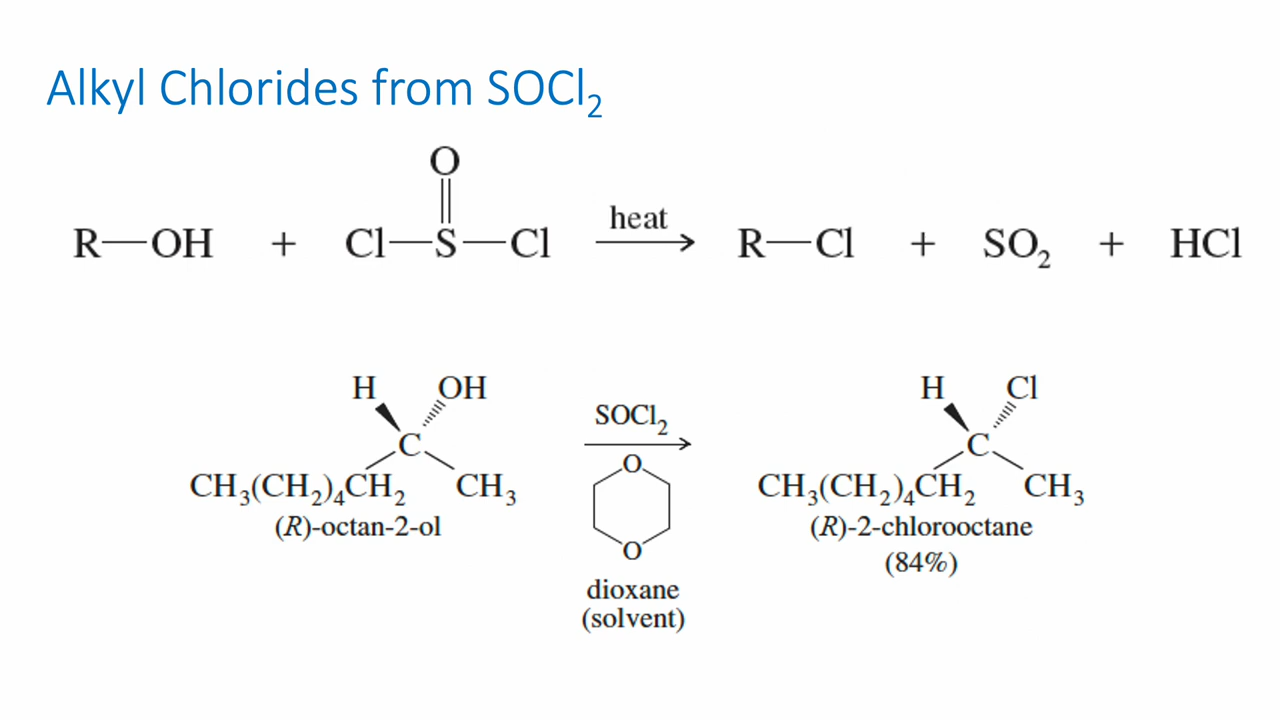 Alkyl Chlorides from SOCl₂
O
R—OH + Cl—S—Cl heat R—Cl + SO₂ + HCl
H OH SOCl₂ H Cl
C C
CH₃(CH₂)₄CH₂ CH₃ O CH₃(CH₂)₄CH₂ CH₃
(R)-octan-2-ol (R)-2-chlorooctane
O (84%)
dioxane
(solvent)